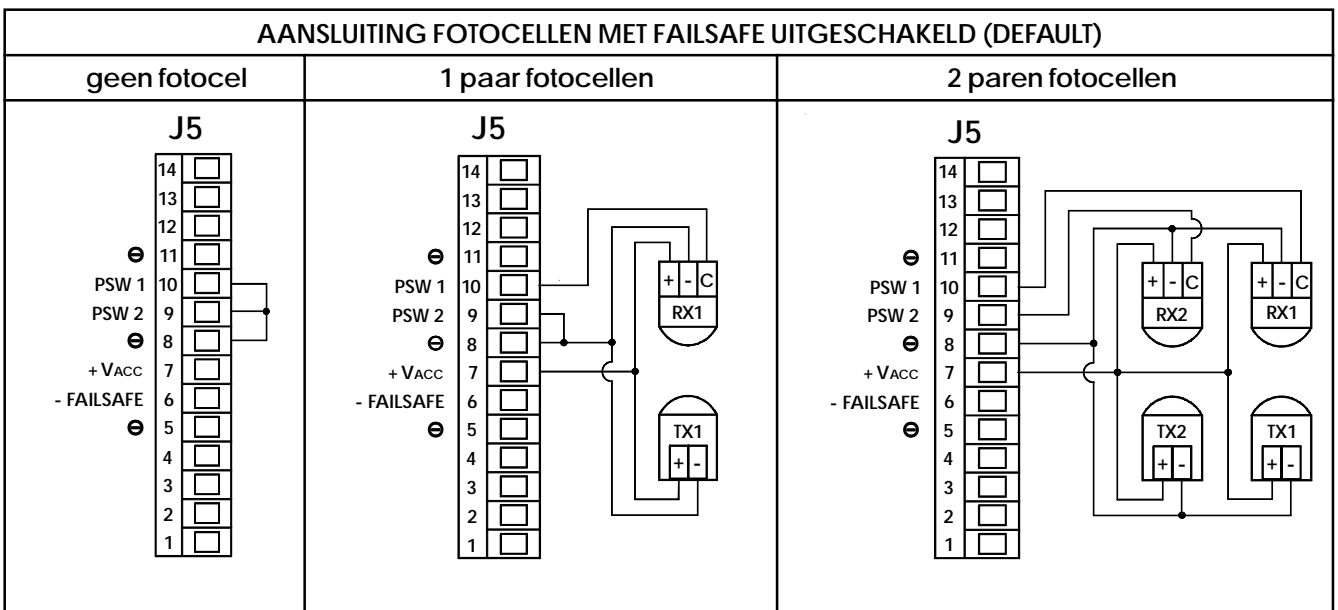 AANSLUITING FOTOCELLEN MET FAILSAFE UITGESCHAKELD (DEFAULT)
geen fotocel
1 paar fotocellen
2 paren fotocellen
J5
14
13
12
⊖ 11
PSW 1 10
PSW 2 9
⊖ 8
+ VACC 7
- FAILSAFE 6
⊖ 5
4
3
2
1
J5
14
13
12
⊖ 11
PSW 1 10
PSW 2 9
⊖ 8
+ VACC 7
- FAILSAFE 6
⊖ 5
4
3
2
1
+ - C
RX1
TX1
+ -
J5
14
13
12
⊖ 11
PSW 1 10
PSW 2 9
⊖ 8
+ VACC 7
- FAILSAFE 6
⊖ 5
4
3
2
1
+ - C
RX2
+ - C
RX1
TX2
+ -
TX1
+ -